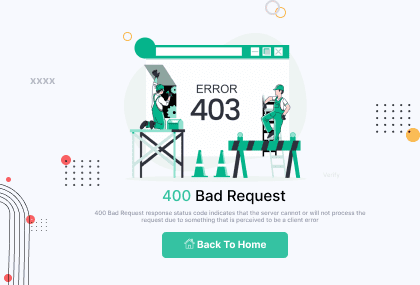 xxxx
ERROR
403
400 Bad Request
400 Bad Request response status code indicates that the server cannot or will not process the
request due to something that is perceived to be a client error
Back To Home